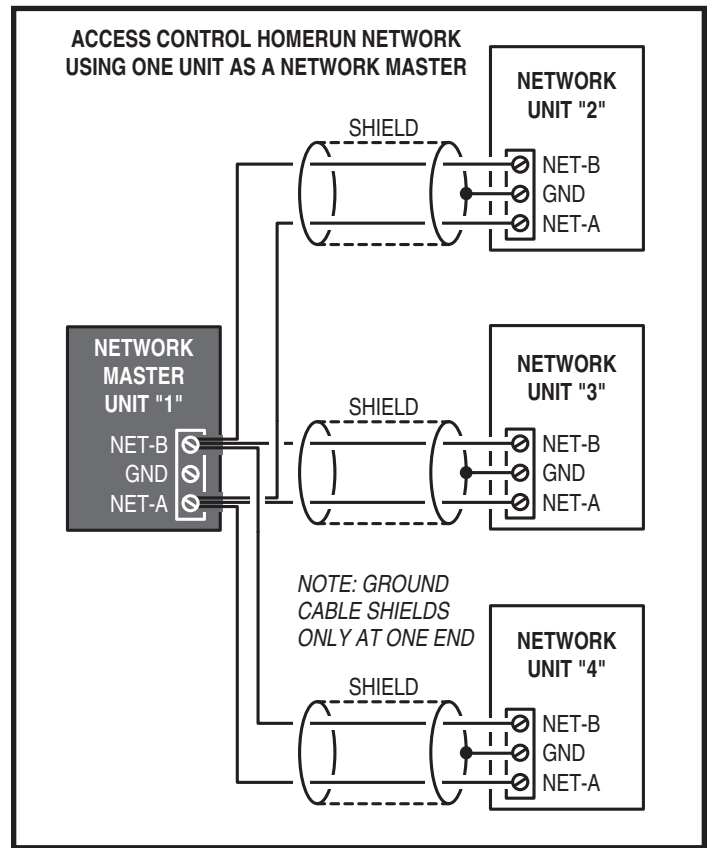 ACCESS CONTROL HOMERUN NETWORK
USING ONE UNIT AS A NETWORK MASTER
NETWORK
UNIT "2"
SHIELD
NET-B
GND
NET-A
NETWORK
MASTER
UNIT "1"
NET-B
GND
NET-A
NETWORK
UNIT "3"
SHIELD
NET-B
GND
NET-A
NOTE: GROUND
CABLE SHIELDS
ONLY AT ONE END
NETWORK
UNIT "4"
SHIELD
NET-B
GND
NET-A